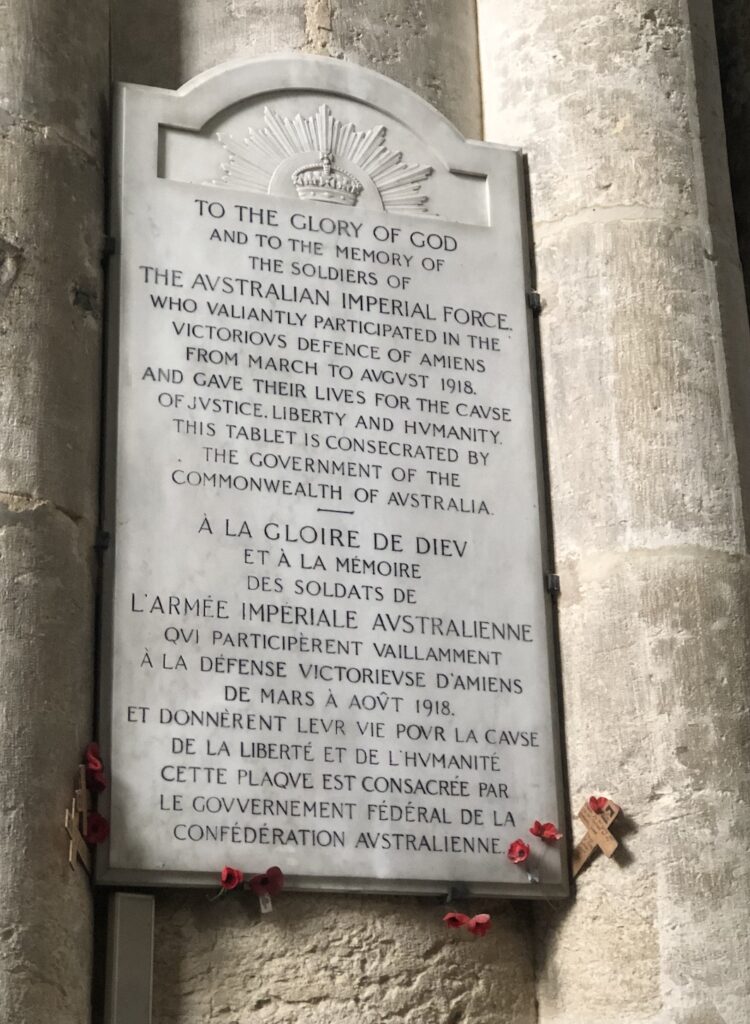 TO THE GLORY OF GOD
AND TO THE MEMORY OF
THE SOLDIERS OF
THE AVSTRALIAN IMPERIAL FORCE.
WHO VALIANTLY PARTICIPATED IN THE
VICTORIOVS DEFENCE OF AMIENS
FROM MARCH TO AVGVST 1918.
AND GAVE THEIR LIVES FOR THE CAVSE
OF JVSTICE, LIBERTY AND HVMANITY.
THIS TABLET IS CONSECRATED BY
THE GOVERNMENT OF THE
COMMONWEALTH OF AVSTRALIA.
À LA GLOIRE DE DIEV
ET À LA MÉMOIRE
DES SOLDATS DE
L'ARMÉE IMPÉRIALE AVSTRALIENNE
QVI PARTICIPÈRENT VAILLAMMENT
À LA DÉFENSE VICTORIEVSE D'AMIENS
DE MARS À AOÛT 1918.
ET DONNÈRENT LEVR VIE POVR LA CAVSE
DE LA LIBERTÉ ET DE L'HVMANITÉ
CETTE PLAQVE EST CONSACRÉE PAR
LE GOVVERNEMENT FÉDÉRAL DE LA
CONFÉDÉRATION AVSTRALIENNE.